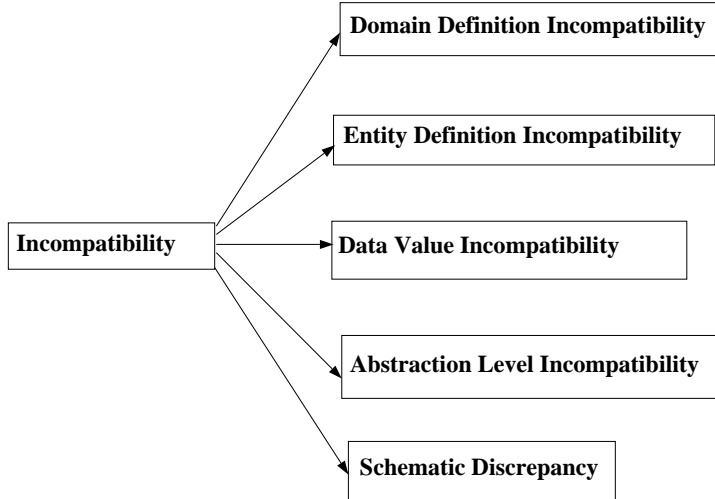 Domain Definition Incompatibility
Entity Definition Incompatibility
Incompatibility
Data Value Incompatibility
Abstraction Level Incompatibility
Schematic Discrepancy